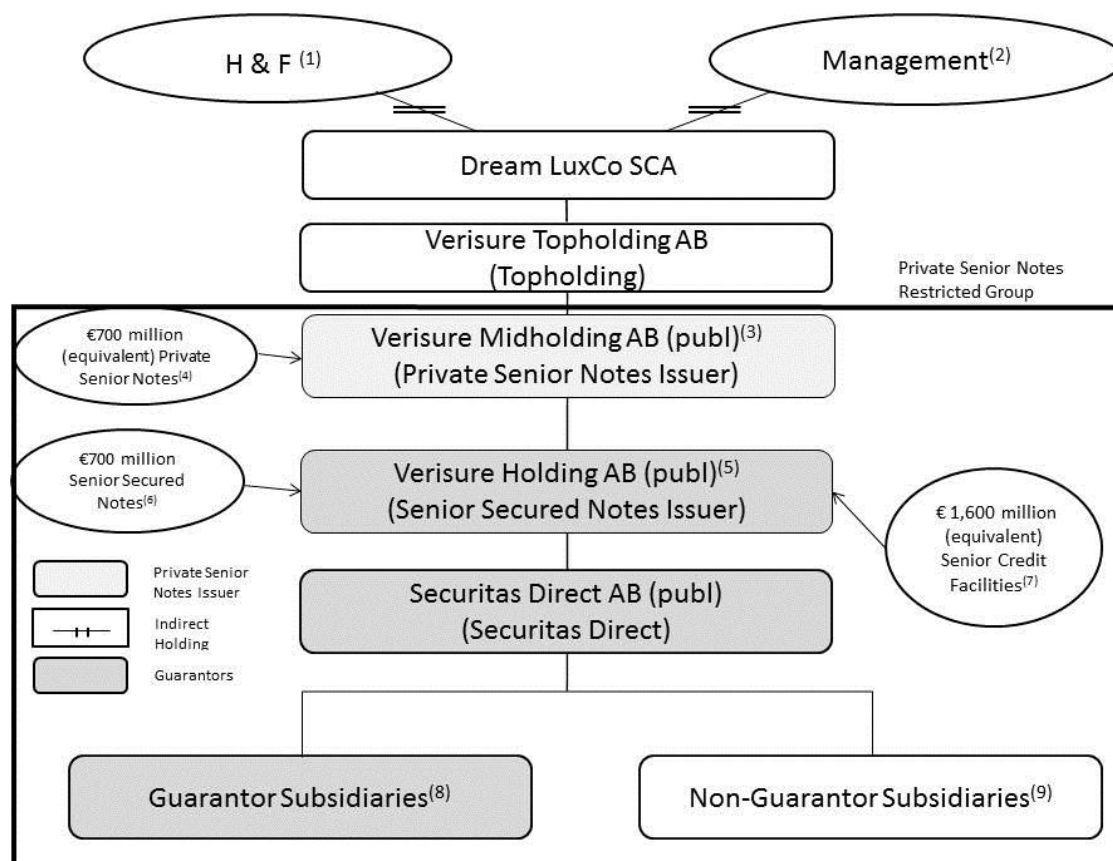 H & F (1)
Management(2)
Dream LuxCo SCA
Verisure Topholding AB
(Topholding)
Private Senior Notes
Restricted Group
€700 million
(equivalent) Private
Senior Notes(4)
Verisure Midholding AB (publ)(3)
(Private Senior Notes Issuer)
€700 million
Senior Secured
Notes(6)
Verisure Holding AB (publ)(5)
(Senior Secured Notes Issuer)
€ 1,600 million
(equivalent)
Senior Credit
Facilities(7)
Private Senior
Notes Issuer
Indirect
Holding
Guarantors
Securitas Direct AB (publ)
(Securitas Direct)
Guarantor Subsidiaries(8)
Non-Guarantor Subsidiaries(9)